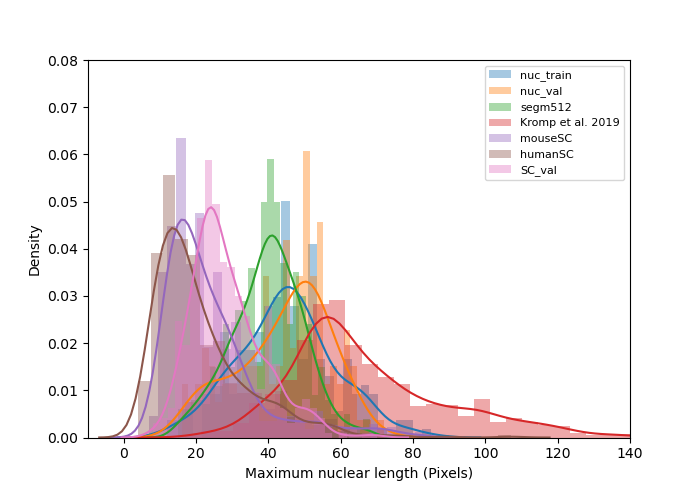 0.08
0.07
0.06
0.05
0.04
0.03
0.02
0.01
0.00
Density
nuc_train
nuc_val
segm512
Kromp et al. 2019
mouseSC
humanSC
SC_val
0 20 40 60 80 100 120 140
Maximum nuclear length (Pixels)